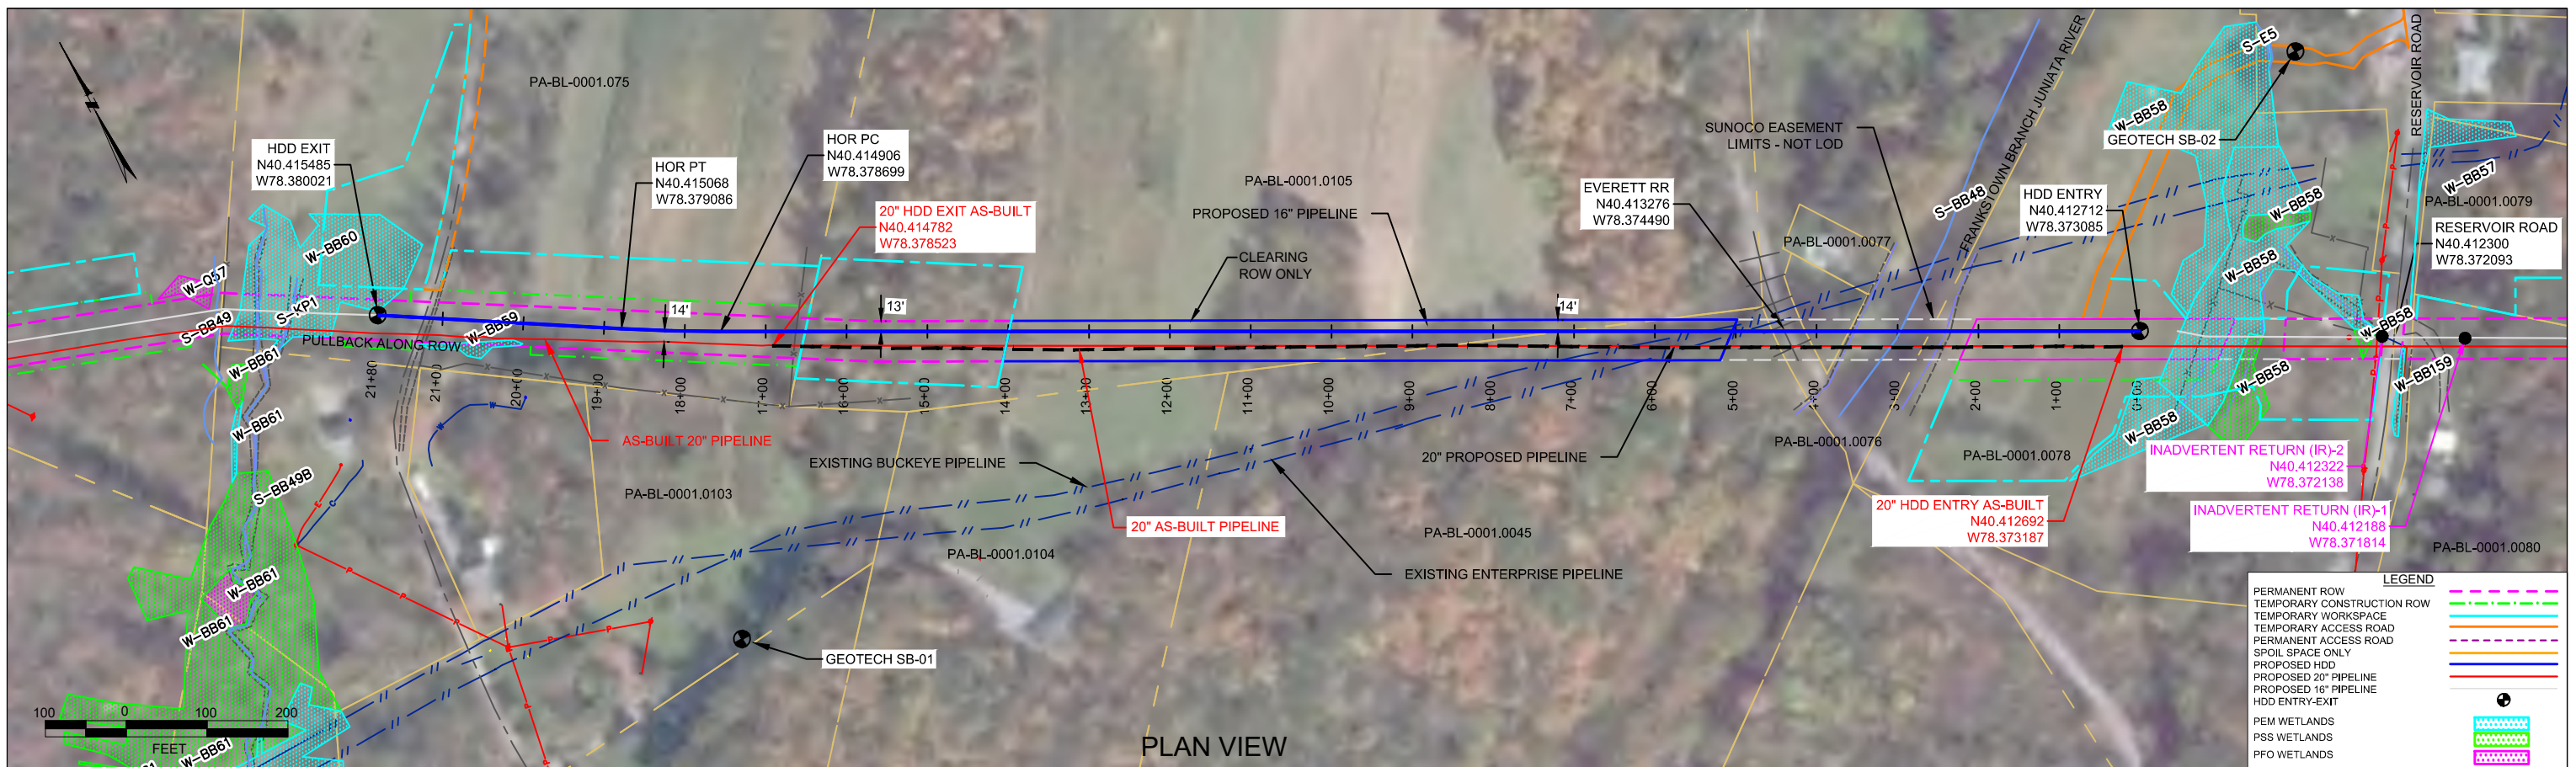 PA-BL-0001.075
HDD EXIT
N40.415485
W78.380021
HOR PT
N40.415068
W78.379086
HOR PC
N40.414906
W78.378699
20" HDD EXIT AS-BUILT
N40.414782
W78.378523
PA-BL-0001.0105
PROPOSED 16" PIPELINE
CLEARING
ROW ONLY
EVERETT RR
N40.413276
W78.374490
SUNOCO EASEMENT
LIMITS - NOT LOD
PA-BL-0001.0077
S-BB48
FRANKSTOWN BRANCH JUNIATA RIVER
HDD ENTRY
N40.412712
W78.373085
W-BB58
S-E5
GEOTECH SB-02
RESERVOIR ROAD
W-BB57
PA-BL-0001.0079
RESERVOIR ROAD
N40.412300
W78.372093
W-BB58
W-BB58
W-BB58
W-BB159
W-BB58
W-BB58
W-Q57
W-BB60
S-KP1
S-BB49
W-BB59
PULLBACK ALONG ROW
W-BB61
W-BB61
14'
13'
14'
21+80
21+00
20+00
19+00
18+00
17+00
16+00
15+00
14+00
13+00
12+00
11+00
10+00
9+00
8+00
7+00
6+00
5+00
4+00
3+00
2+00
1+00
0+00
AS-BUILT 20" PIPELINE
EXISTING BUCKEYE PIPELINE
20" PROPOSED PIPELINE
PA-BL-0001.0076
PA-BL-0001.0078
INADVERTENT RETURN (IR)-2
N40.412322
W78.372138
S-BB49B
PA-BL-0001.0103
20" AS-BUILT PIPELINE
PA-BL-0001.0045
20" HDD ENTRY AS-BUILT
N40.412692
W78.373187
INADVERTENT RETURN (IR)-1
N40.412188
W78.371814
PA-BL-0001.0080
PA-BL-0001.0104
EXISTING ENTERPRISE PIPELINE
W-BB61
W-BB61
W-BB61
GEOTECH SB-01
100 0 100 200
FEET
PLAN VIEW
LEGEND
PERMANENT ROW
TEMPORARY CONSTRUCTION ROW
TEMPORARY WORKSPACE
TEMPORARY ACCESS ROAD
PERMANENT ACCESS ROAD
SPOIL SPACE ONLY
PROPOSED HDD
PROPOSED 20" PIPELINE
PROPOSED 16" PIPELINE
HDD ENTRY-EXIT
PEM WETLANDS
PSS WETLANDS
PFO WETLANDS